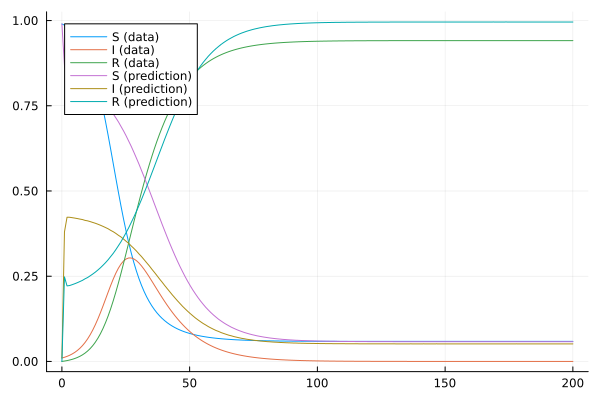 1.00
0.75
0.50
0.25
0.00
S (data)
I (data)
R (data)
S (prediction)
I (prediction)
R (prediction)
0 50 100 150 200